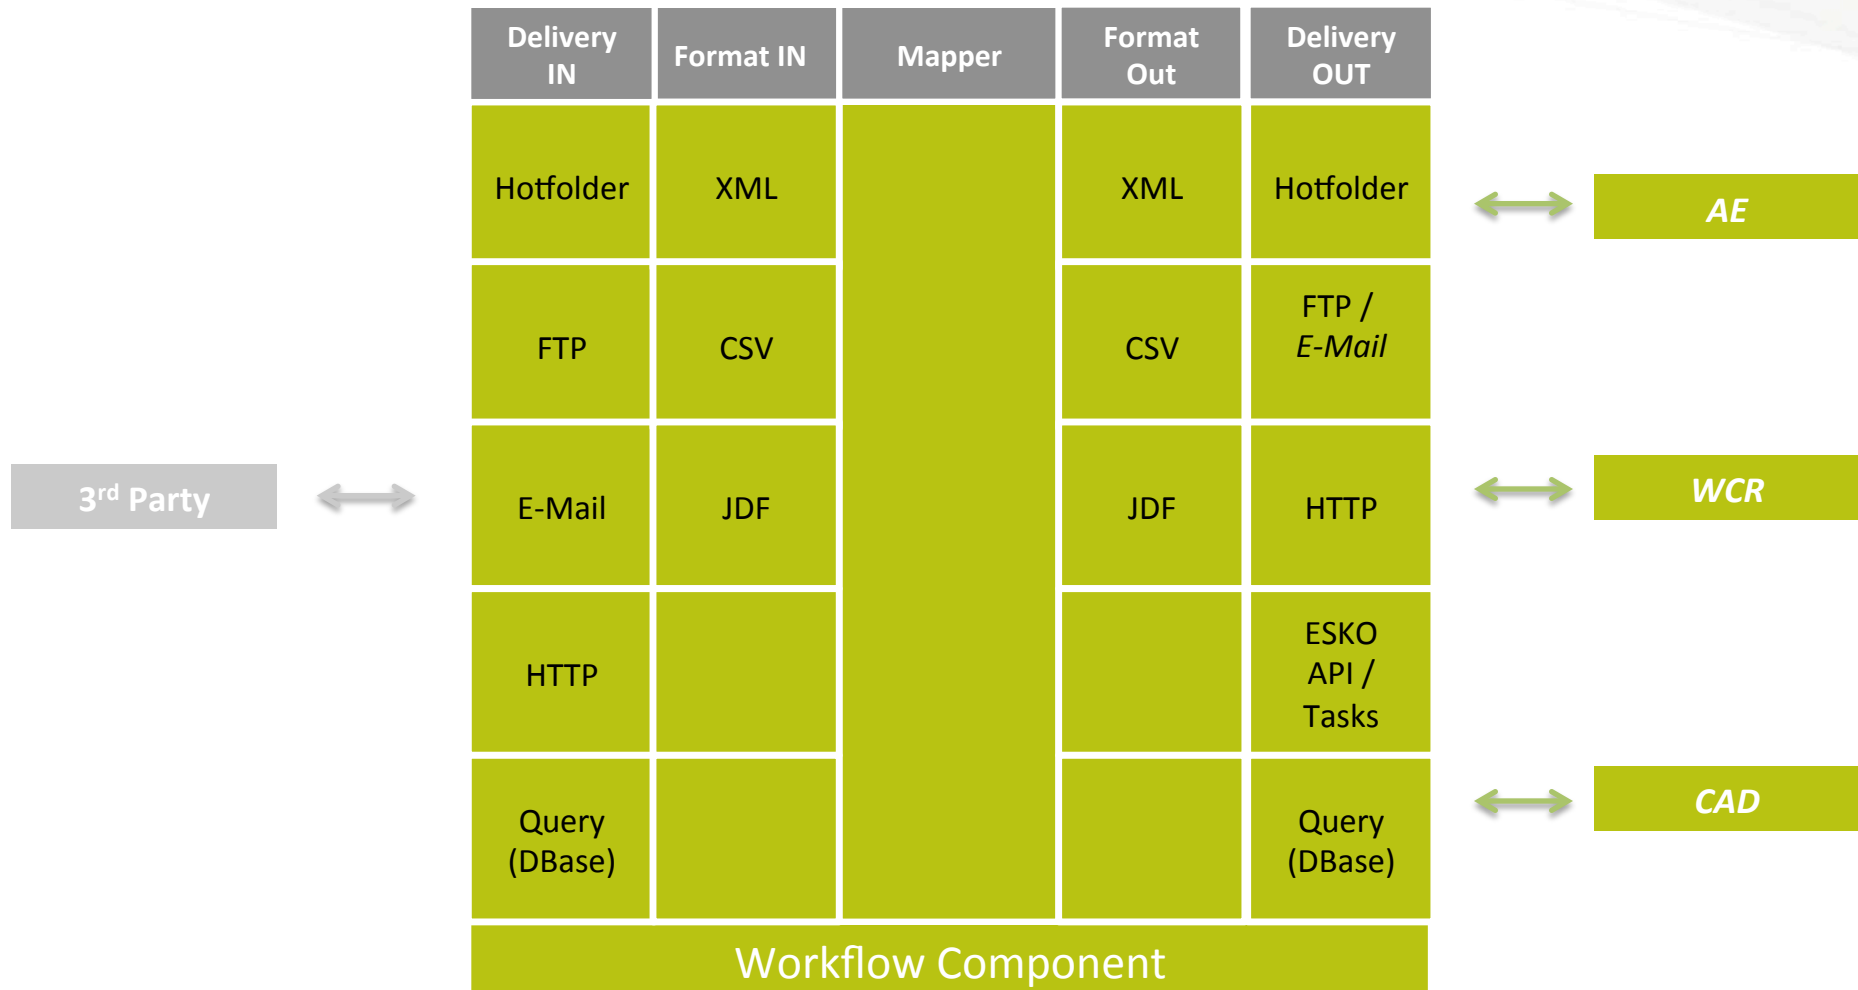 Delivery
IN
Format IN
Mapper
Format
Out
Delivery
OUT
Hotfolder
XML
XML
Hotfolder
AE
FTP
CSV
CSV
FTP /
E-Mail
3rd Party
E-Mail
JDF
JDF
HTTP
WCR
HTTP
ESKO
API /
Tasks
Query
(DBase)
Query
(DBase)
CAD
Workflow Component